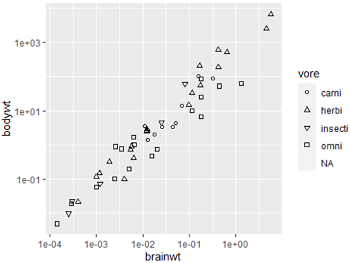 1e+03
1e+01
1e-01
bodywt
1e-04
1e-03
1e-02
1e-01
1e+00
brainwt
vore
carni
herbi
insecti
omni
NA